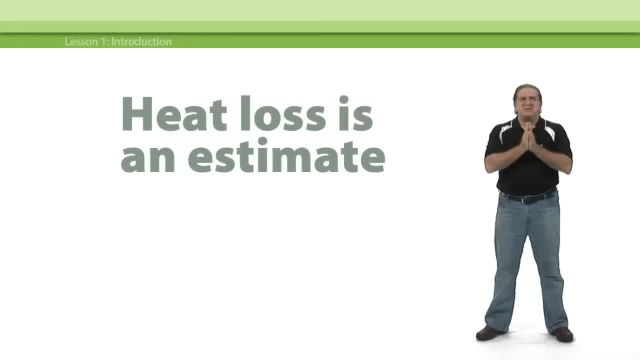 Lesson 1: Introduction
Heat loss is
an estimate